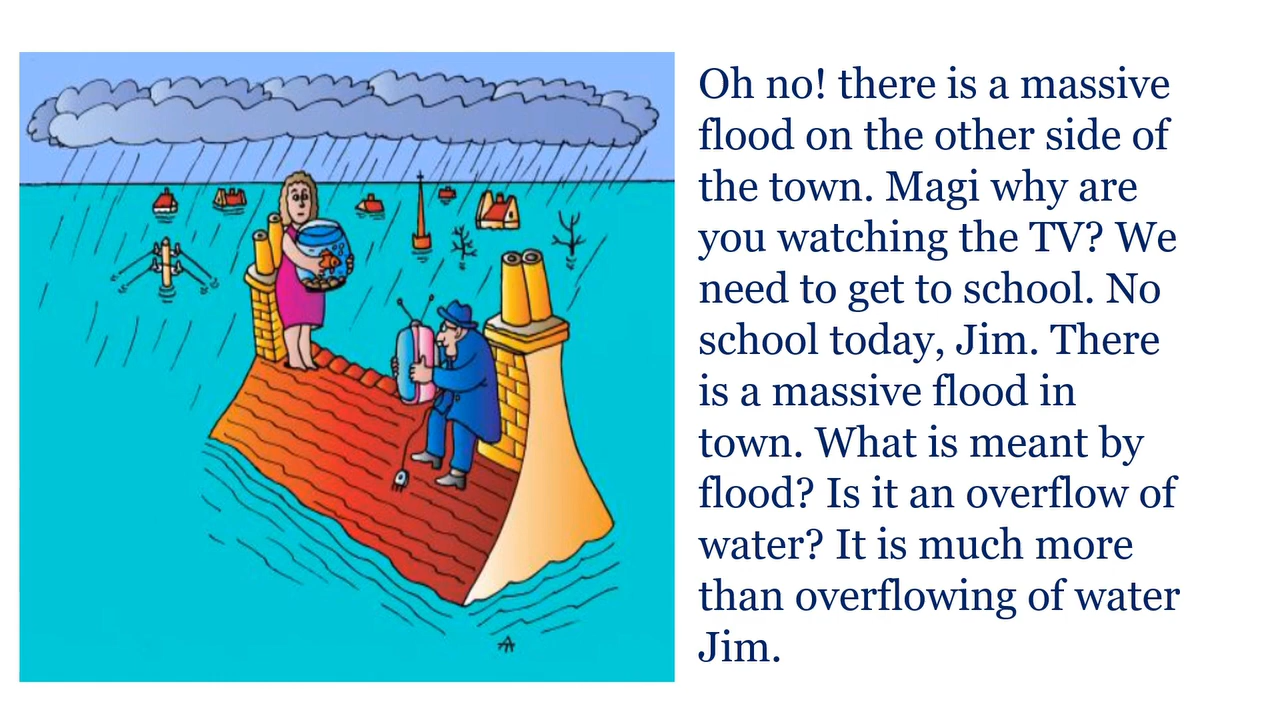 Oh no! there is a massive
flood on the other side of
the town. Magi why are
you watching the TV? We
need to get to school. No
school today, Jim. There
is a massive flood in
town. What is meant by
flood? Is it an overflow of
water? It is much more
than overflowing of water
Jim.